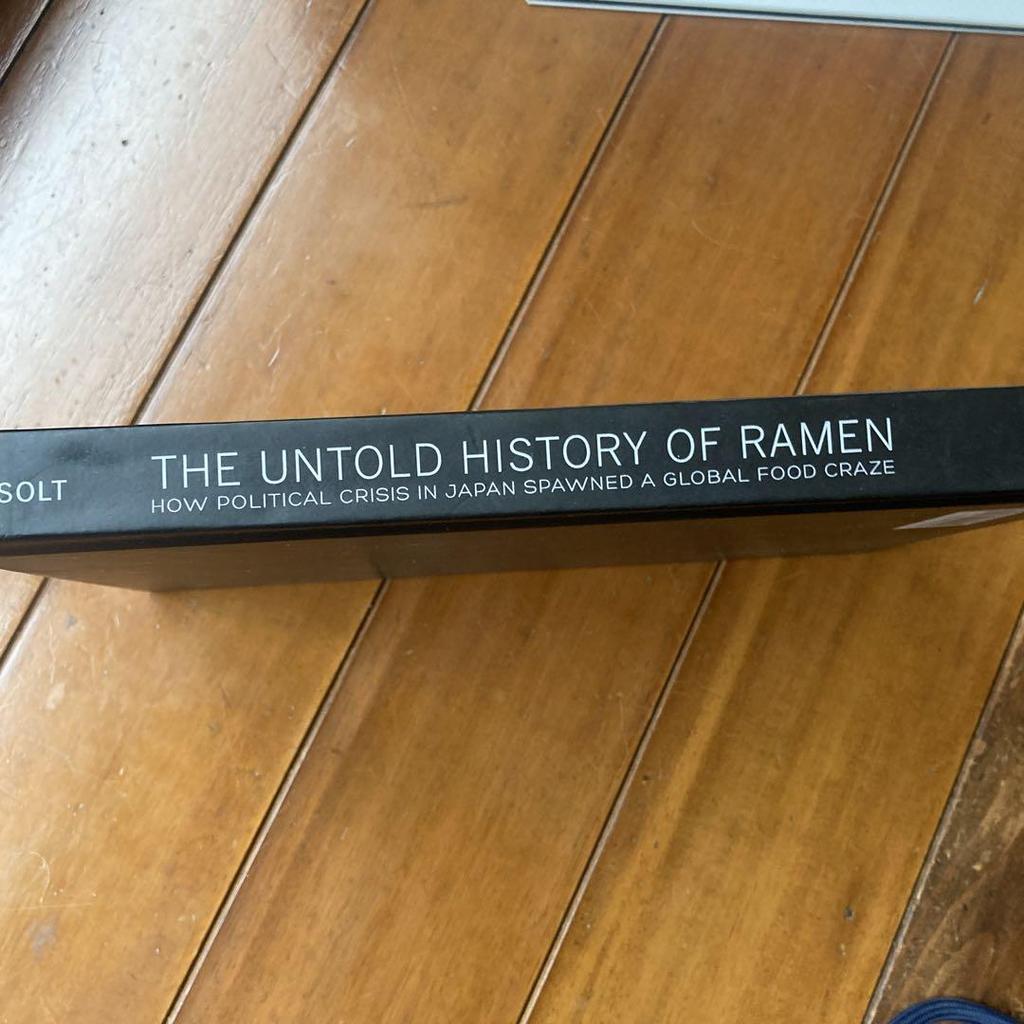 SOLT
THE UNTOLD HISTORY OF RAMEN
HOW POLITICAL CRISIS IN JAPAN SPAWNED A GLOBAL FOOD CRAZE